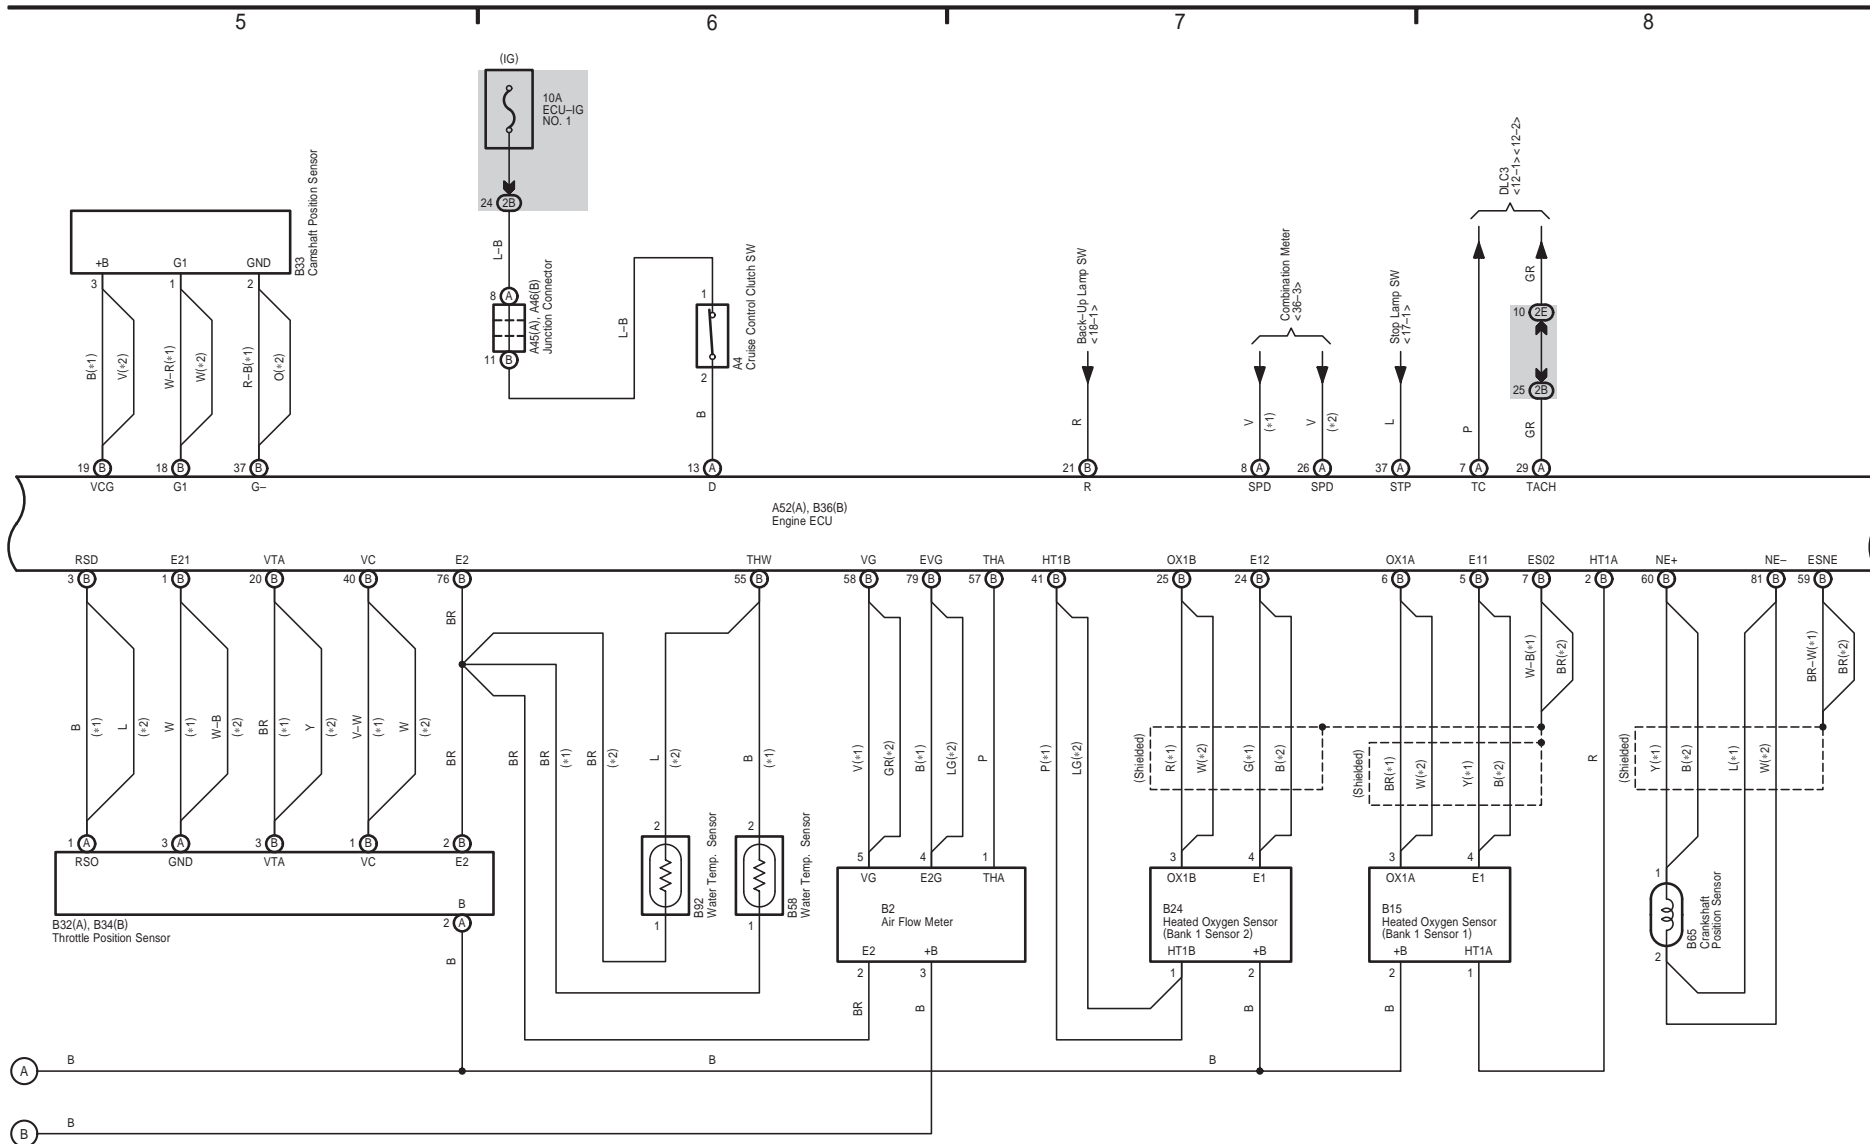 5
6
7
8
(IG)
10A
ECU–IG
NO. 1
24
2B
L–B
8
A
A45(A), A46(B)
Junction Connector
11
B
L–B
1
A4
Cruise Control Clutch SW
2
B
+B
G1
GND
B33
Camshaft Position Sensor
3
1
2
B(∗1)
V(∗2)
W–R(∗1)
W(∗2)
R–B(∗1)
O(∗2)
Back–Up Lamp SW
<18–1>
R
Combination Meter
<36–3>
V
(∗1)
V
(∗2)
Stop Lamp SW
<17–1>
L
DLC3
<12–1><12–2>
P
GR
10
2E
25
2B
GR
19 B
18 B
37 B
13 A
21 B
8 A
26 A
37 A
7 A
29 A
VCG
G1
G–
D
R
SPD
SPD
STP
TC
TACH
A52(A), B36(B)
Engine ECU
RSD
E21
VTA
VC
E2
THW
VG
EVG
THA
HT1B
OX1B
E12
OX1A
E11
ES02
HT1A
NE+
NE–
ESNE
3 B
1 B
20 B
40 B
76 B
55 B
58 B
79 B
57 B
41 B
25 B
24 B
6 B
5 B
7 B
2 B
60 B
81 B
59 B
B
(∗1)
L
(∗2)
W
(∗1)
W–B
(∗2)
BR
(∗1)
Y
(∗2)
V–W
(∗1)
W
(∗2)
BR
BR
BR
BR
(∗1)
BR
(∗2)
L
(∗2)
B
(∗1)
V(∗1)
GR(∗2)
B(∗1)
LG(∗2)
P
P(∗1)
LG(∗2)
(Shielded)
R(∗1)
W(∗2)
G(∗1)
B(∗2)
(Shielded)
BR(∗1)
W(∗2)
Y(∗1)
B(∗2)
W–B(∗1)
BR(∗2)
R
(Shielded)
Y(∗1)
B(∗2)
L(∗1)
W(∗2)
BR–W(∗1)
BR(∗2)
1 A
3 A
3 B
1 B
2 B
RSO
GND
VTA
VC
E2
B
2 A
B32(A), B34(B)
Throttle Position Sensor
B
2
B92
Water Temp. Sensor
1
2
B58
Water Temp. Sensor
1
5
4
1
VG
E2G
THA
B2
Air Flow Meter
E2
+B
2
3
BR
B
3
4
OX1B
E1
B24
Heated Oxygen Sensor
(Bank 1 Sensor 2)
HT1B
+B
1
2
B
3
4
OX1A
E1
B15
Heated Oxygen Sensor
(Bank 1 Sensor 1)
+B
HT1A
2
1
B
1
B65
Crankshaft
Position Sensor
2
A
B
B
B
B
B